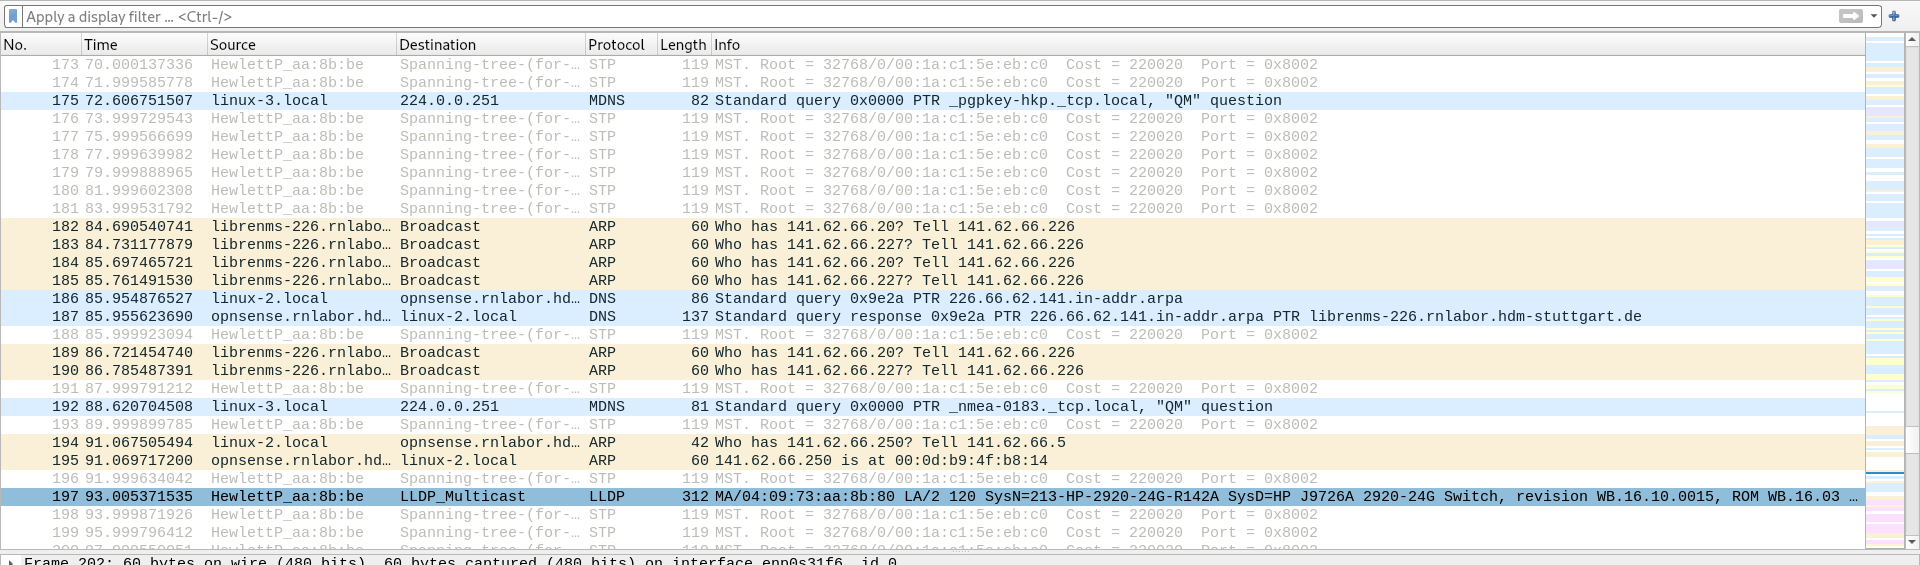 Apply a display filter … <Ctrl-/>
No. Time Source Destination Protocol Length Info
173 70.000137336 HewlettP_aa:8b:be Spanning-tree-(for-… STP 119 MST. Root = 32768/0/00:1a:c1:5e:eb:c0 Cost = 220020 Port = 0x8002
174 71.999585778 HewlettP_aa:8b:be Spanning-tree-(for-… STP 119 MST. Root = 32768/0/00:1a:c1:5e:eb:c0 Cost = 220020 Port = 0x8002
175 72.606751507 linux-3.local 224.0.0.251 MDNS 82 Standard query 0x0000 PTR _pgpkey-hkp._tcp.local, "QM" question
176 73.999729543 HewlettP_aa:8b:be Spanning-tree-(for-… STP 119 MST. Root = 32768/0/00:1a:c1:5e:eb:c0 Cost = 220020 Port = 0x8002
177 75.999566699 HewlettP_aa:8b:be Spanning-tree-(for-… STP 119 MST. Root = 32768/0/00:1a:c1:5e:eb:c0 Cost = 220020 Port = 0x8002
178 77.999639982 HewlettP_aa:8b:be Spanning-tree-(for-… STP 119 MST. Root = 32768/0/00:1a:c1:5e:eb:c0 Cost = 220020 Port = 0x8002
179 79.999888965 HewlettP_aa:8b:be Spanning-tree-(for-… STP 119 MST. Root = 32768/0/00:1a:c1:5e:eb:c0 Cost = 220020 Port = 0x8002
180 81.999602308 HewlettP_aa:8b:be Spanning-tree-(for-… STP 119 MST. Root = 32768/0/00:1a:c1:5e:eb:c0 Cost = 220020 Port = 0x8002
181 83.999531792 HewlettP_aa:8b:be Spanning-tree-(for-… STP 119 MST. Root = 32768/0/00:1a:c1:5e:eb:c0 Cost = 220020 Port = 0x8002
182 84.690540741 librenms-226.rnlabo… Broadcast ARP 60 Who has 141.62.66.20? Tell 141.62.66.226
183 84.731177879 librenms-226.rnlabo… Broadcast ARP 60 Who has 141.62.66.227? Tell 141.62.66.226
184 85.697465721 librenms-226.rnlabo… Broadcast ARP 60 Who has 141.62.66.20? Tell 141.62.66.226
185 85.761491530 librenms-226.rnlabo… Broadcast ARP 60 Who has 141.62.66.227? Tell 141.62.66.226
186 85.954876527 linux-2.local opnsense.rnlabor.hd… DNS 86 Standard query 0x9e2a PTR 226.66.62.141.in-addr.arpa
187 85.955623690 opnsense.rnlabor.hd… linux-2.local DNS 137 Standard query response 0x9e2a PTR 226.66.62.141.in-addr.arpa PTR librenms-226.rnlabor.hdm-stuttgart.de
188 85.999923094 HewlettP_aa:8b:be Spanning-tree-(for-… STP 119 MST. Root = 32768/0/00:1a:c1:5e:eb:c0 Cost = 220020 Port = 0x8002
189 86.721454740 librenms-226.rnlabo… Broadcast ARP 60 Who has 141.62.66.20? Tell 141.62.66.226
190 86.785487391 librenms-226.rnlabo… Broadcast ARP 60 Who has 141.62.66.227? Tell 141.62.66.226
191 87.999791212 HewlettP_aa:8b:be Spanning-tree-(for-… STP 119 MST. Root = 32768/0/00:1a:c1:5e:eb:c0 Cost = 220020 Port = 0x8002
192 88.620704508 linux-3.local 224.0.0.251 MDNS 81 Standard query 0x0000 PTR _nmea-0183._tcp.local, "QM" question
193 89.999899785 HewlettP_aa:8b:be Spanning-tree-(for-… STP 119 MST. Root = 32768/0/00:1a:c1:5e:eb:c0 Cost = 220020 Port = 0x8002
194 91.067505494 linux-2.local opnsense.rnlabor.hd… ARP 42 Who has 141.62.66.250? Tell 141.62.66.5
195 91.069717200 opnsense.rnlabor.hd… linux-2.local ARP 60 141.62.66.250 is at 00:0d:b9:4f:b8:14
196 91.999634042 HewlettP_aa:8b:be Spanning-tree-(for-… STP 119 MST. Root = 32768/0/00:1a:c1:5e:eb:c0 Cost = 220020 Port = 0x8002
197 93.005371535 HewlettP_aa:8b:be LLDP_Multicast LLDP 312 MA/04:09:73:aa:8b:80 LA/2 120 SysN=213-HP-2920-24G-R142A SysD=HP J9726A 2920-24G Switch, revision WB.16.10.0015, ROM WB.16.03 …
198 93.999871926 HewlettP_aa:8b:be Spanning-tree-(for-… STP 119 MST. Root = 32768/0/00:1a:c1:5e:eb:c0 Cost = 220020 Port = 0x8002
199 95.999796412 HewlettP_aa:8b:be Spanning-tree-(for-… STP 119 MST. Root = 32768/0/00:1a:c1:5e:eb:c0 Cost = 220020 Port = 0x8002
Frame 202: 60 bytes on wire (480 bits), 60 bytes captured (480 bits) on interface enp0s31f6, id 0